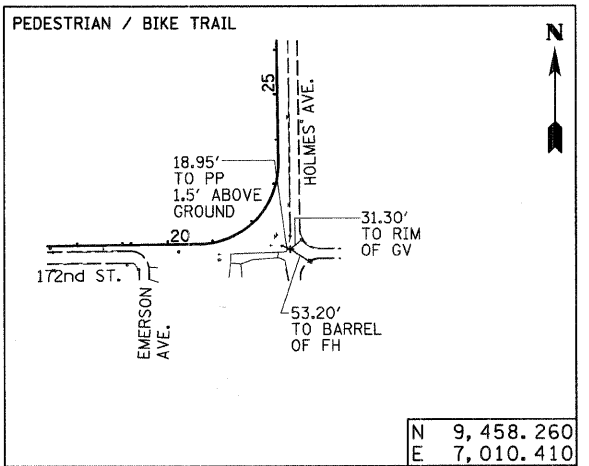 PEDESTRIAN / BIKE TRAIL
N
25
HOLMES AVE.
18.95'
TO PP
1.5' ABOVE
GROUND
31.30'
TO RIM
OF GV
20
172nd ST.
EMERSON
AVE.
53.20'
TO BARREL
OF FH
N 9,458.260
E 7,010.410